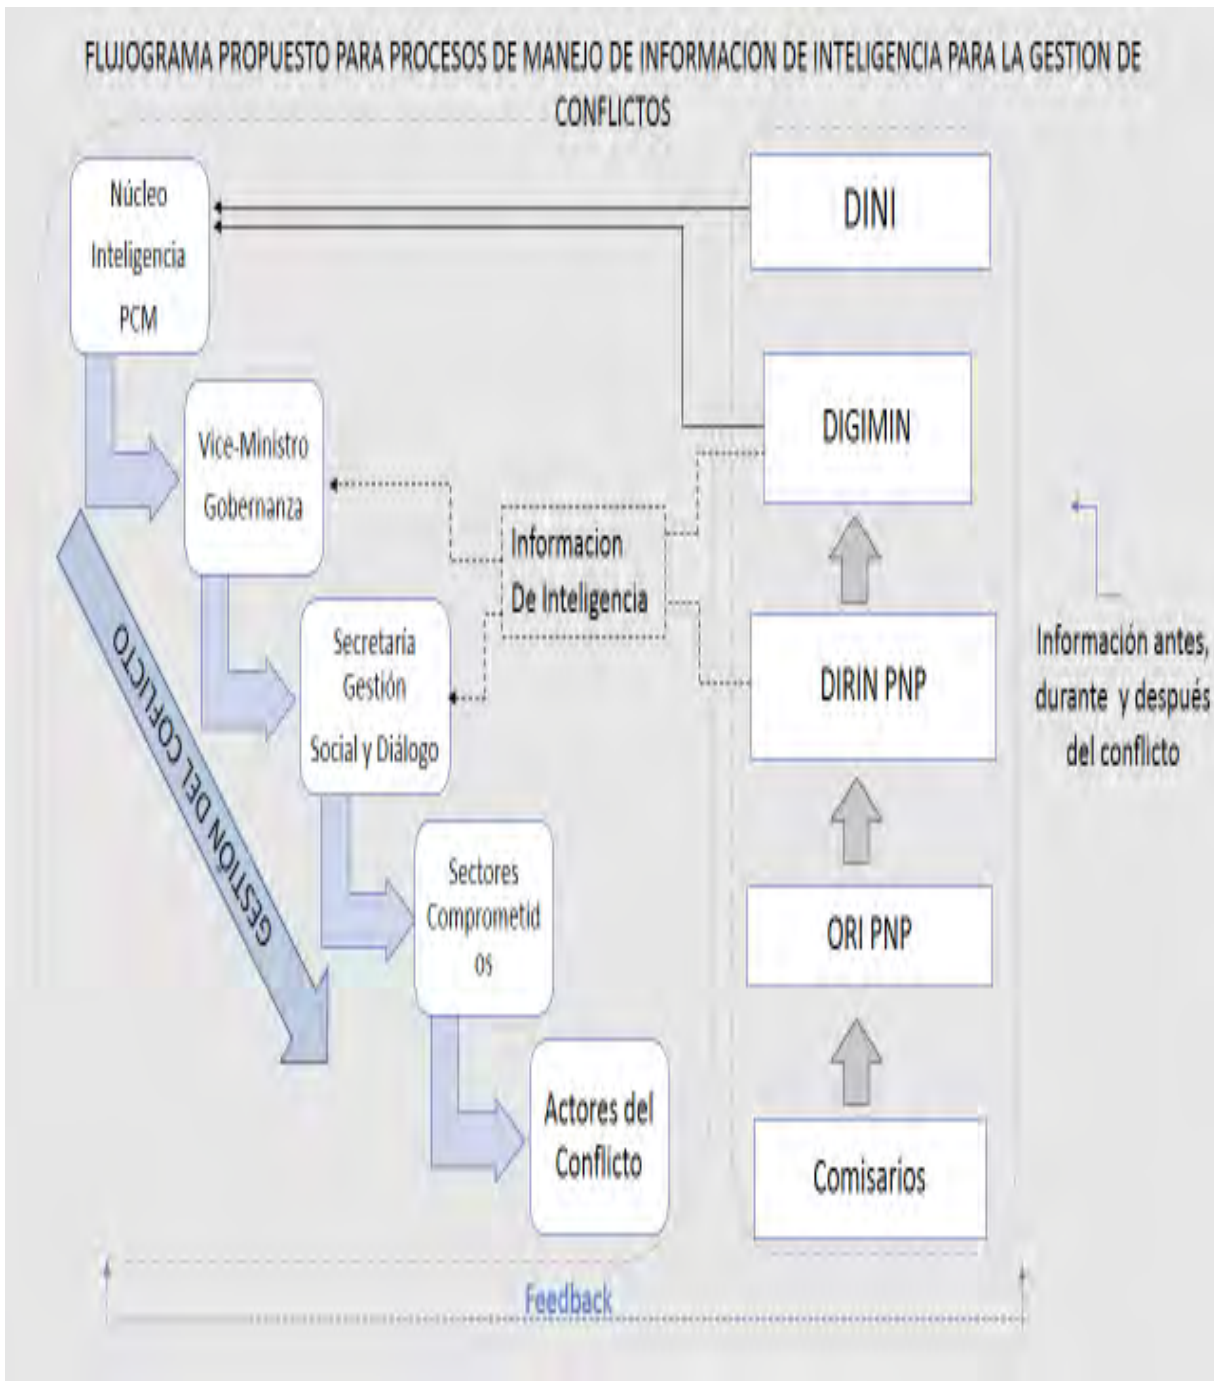 FLUJOGRAMA PROPUESTO PARA PROCESOS DE MANEJO DE INFORMACION DE INTELIGENCIA PARA LA GESTION DE
CONFLICTOS
Núcleo
Inteligencia
PCM
DINI
Vice-Ministro
Gobernanza
DIGIMIN
Informacion
De Inteligencia
Secretaria
Gestión
Social y Diálogo
DIRIN PNP
Información antes,
durante y después
del conflicto
GESTIÓN DEL COFLICTO
Sectores
Comprometid
os
ORI PNP
Actores del
Conflicto
Comisarios
Feedback